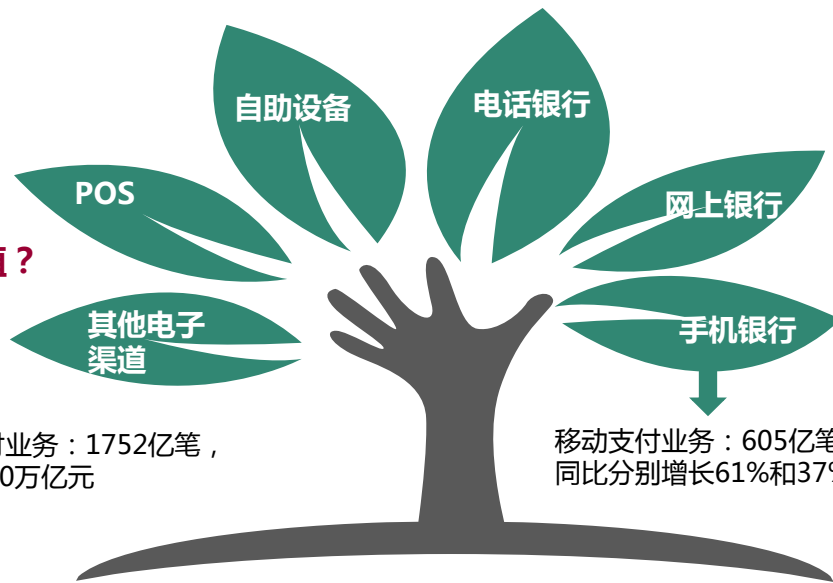 自助设备
电话银行
POS
网上银行
？
其他电子
渠道
手机银行
业务：1752亿笔，
0万亿元
移动支付业务：605亿笔
同比分别增长61%和37%